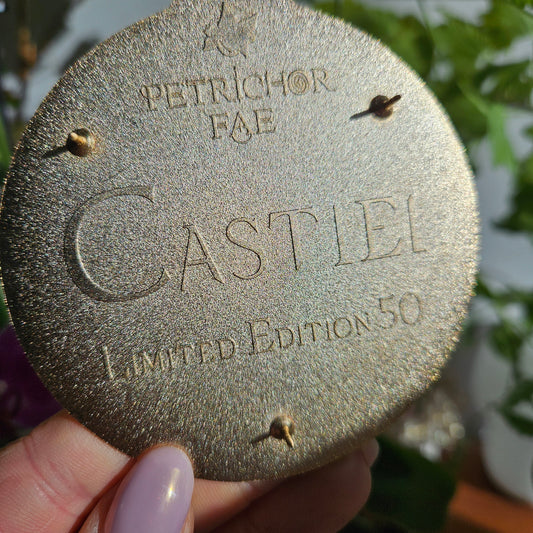 PETRICHOR
FAE
CASTIEL
LIMITED EDITION 50